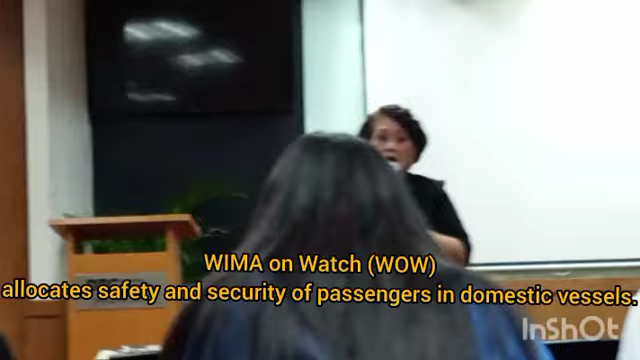 WIMA on Watch (WOW)
allocates safety and security of passengers in domestic vessels.
InShOt